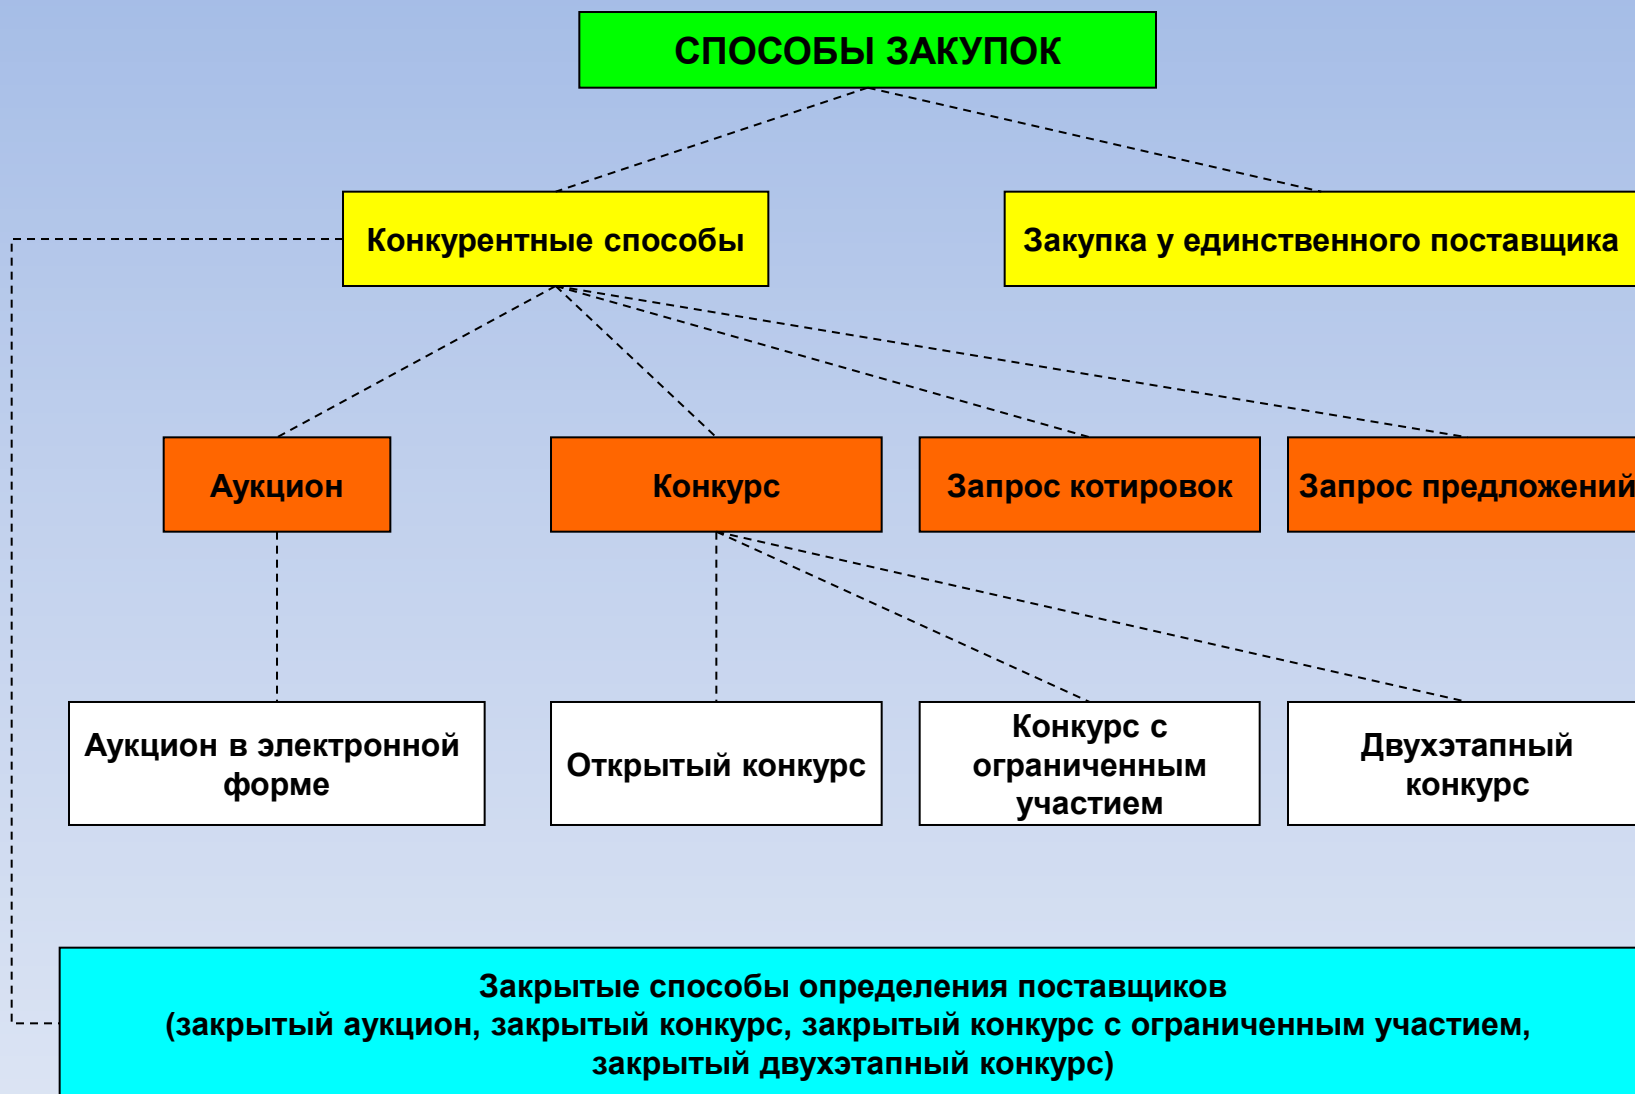 СПОСОБЫ ЗАКУПОК
Конкурентные способы
Закупка у единственного поставщика
Аукцион
Конкурс
Запрос котировок
Запрос предложений
Аукцион в электронной
форме
Открытый конкурс
Конкурс с
ограниченным
участием
Двухэтапный
конкурс
Закрытые способы определения поставщиков
(закрытый аукцион, закрытый конкурс, закрытый конкурс с ограниченным участием,
закрытый двухэтапный конкурс)